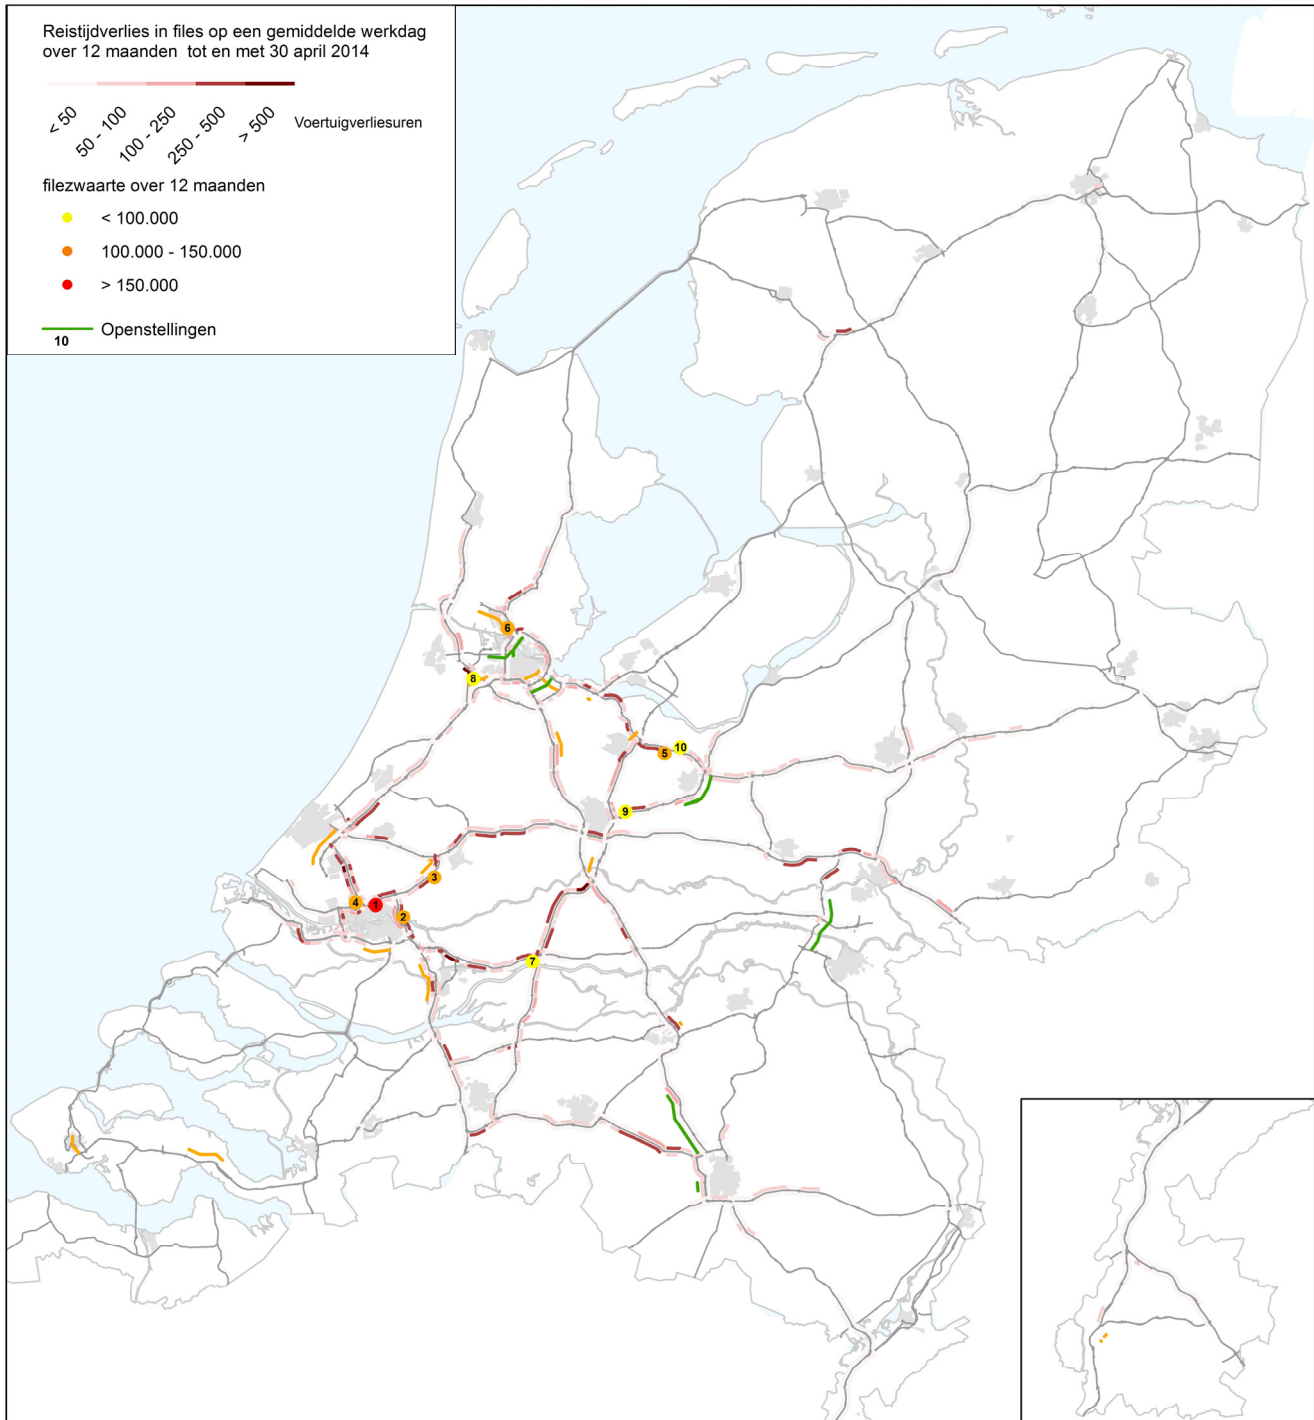 Reistijdverlies in files op een gemiddelde werkdag
over 12 maanden tot en met 30 april 2014
< 50
50 - 100
100 - 250
250 - 500
> 500
Voertuigverliesuren
filezwaarte over 12 maanden
< 100.000
100.000 - 150.000
> 150.000
Openstellingen
10
6
8
5
10
9
3
4
1
2
7